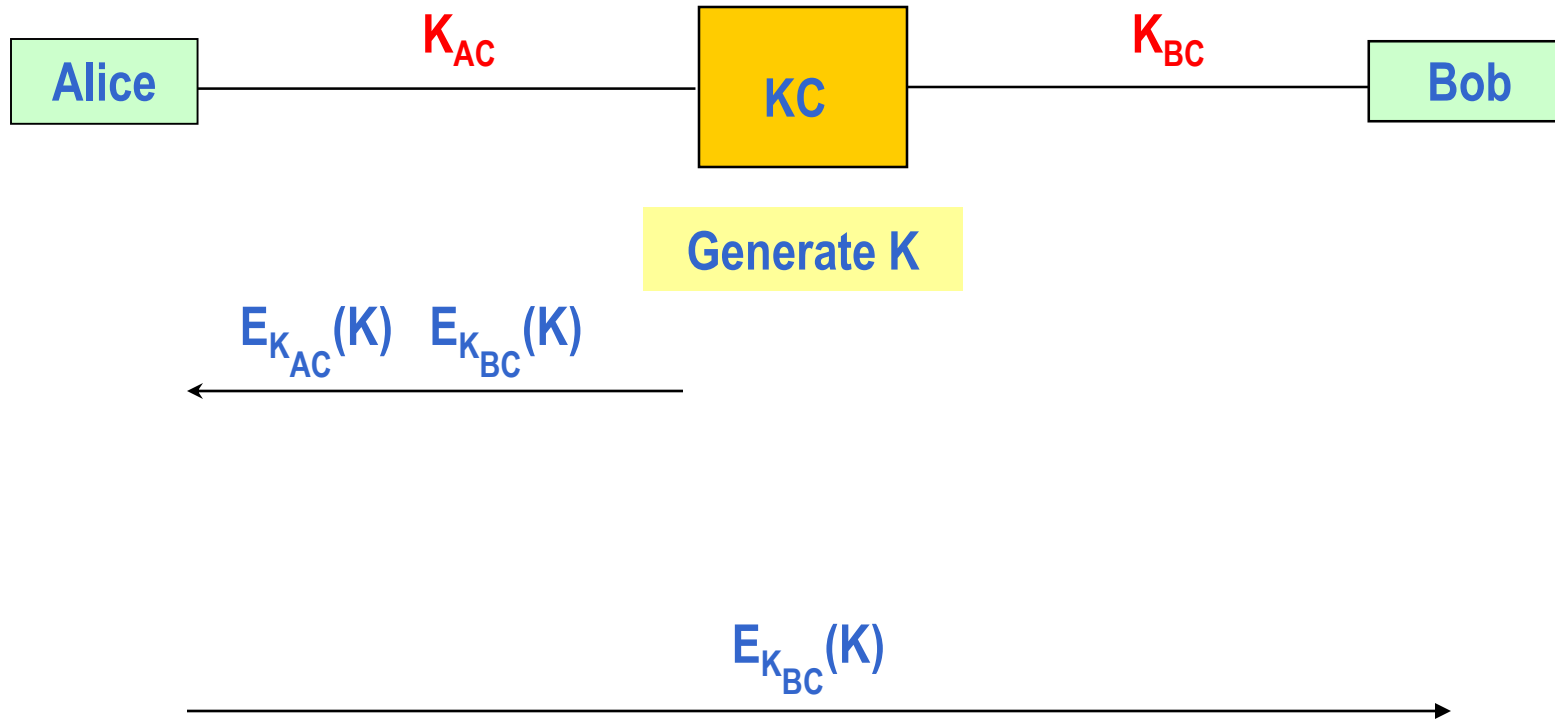 K_AC K_BC
Alice KC Bob
Generate K
E_K_AC(K) E_K_BC(K)
E_K_BC(K)